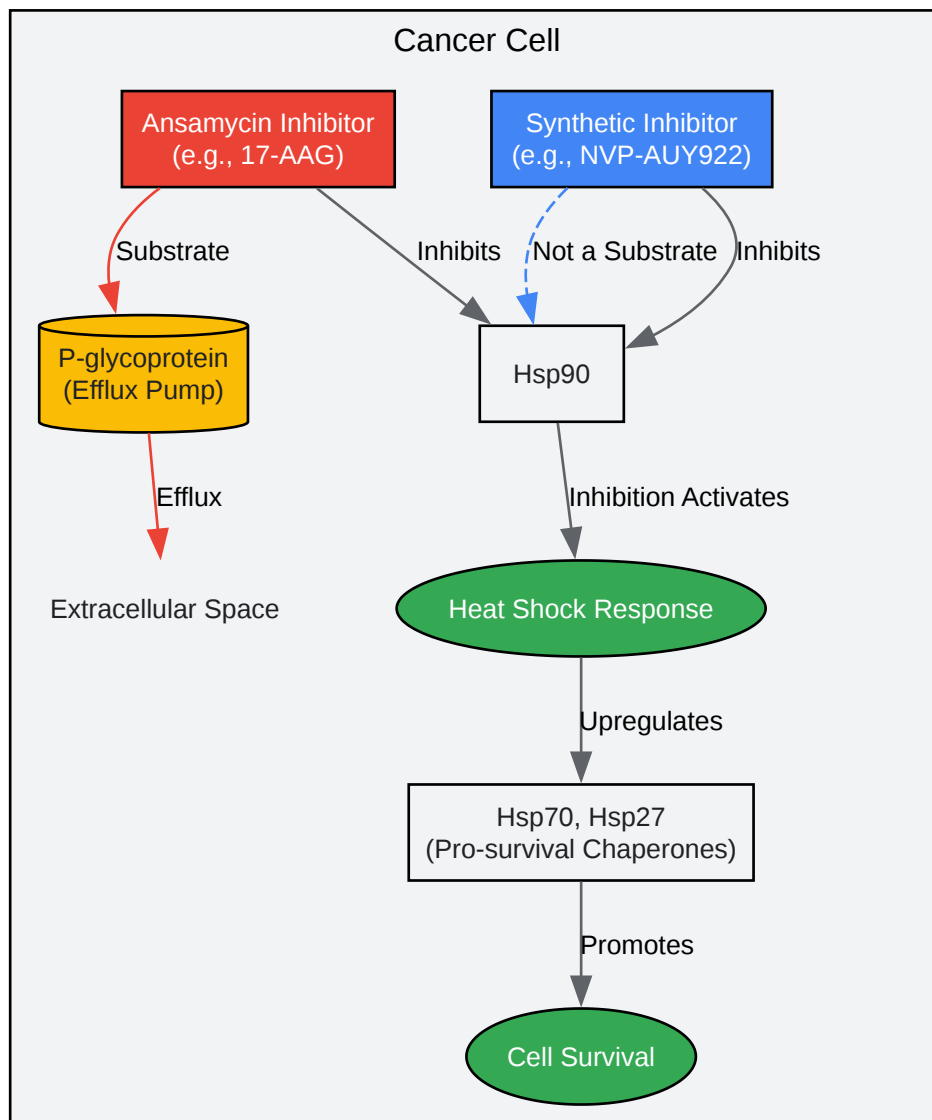 Cancer Cell
Ansamycin Inhibitor
(e.g., 17-AAG)
Synthetic Inhibitor
(e.g., NVP-AUY922)
Substrate
Inhibits
Not a Substrate
Inhibits
P-glycoprotein
(Efflux Pump)
Hsp90
Efflux
Inhibition Activates
Extracellular Space
Heat Shock Response
Upregulates
Hsp70, Hsp27
(Pro-survival Chaperones)
Promotes
Cell Survival